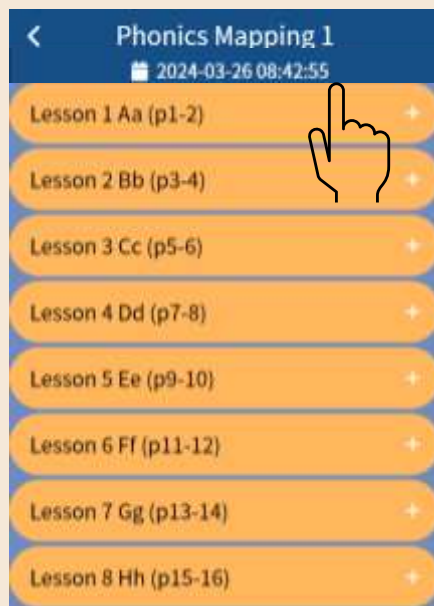 Phonics Mapping 1
2024-03-26 08:42:55
Lesson 1 Aa (p1-2)
Lesson 2 Bb (p3-4)
Lesson 3 Cc (p5-6)
Lesson 4 Dd (p7-8)
Lesson 5 Ee (p9-10)
Lesson 6 Ff (p11-12)
Lesson 7 Gg (p13-14)
Lesson 8 Hh (p15-16)